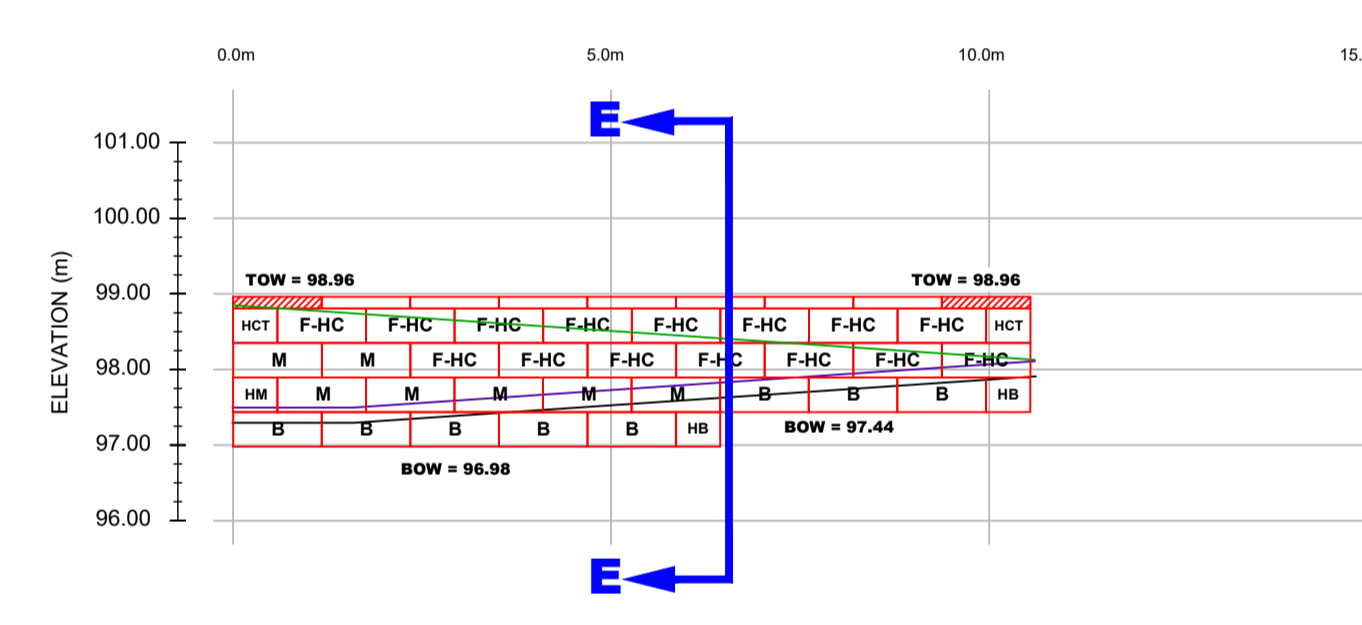 0.0m 5.0m 10.0m 15.
E
101.00
100.00
TOW = 98.96 TOW = 98.96
99.00
HCT F-HC F-HC F-HC F-HC F-HC F-HC F-HC F-HC HCT
M M F-HC F-HC F-HC F-HC F-HC F-HC F-HC
98.00
HM M M M M M B B B HB
B B B B B HB BOW = 97.44
97.00
BOW = 96.98
96.00
E
ELEVATION (m)